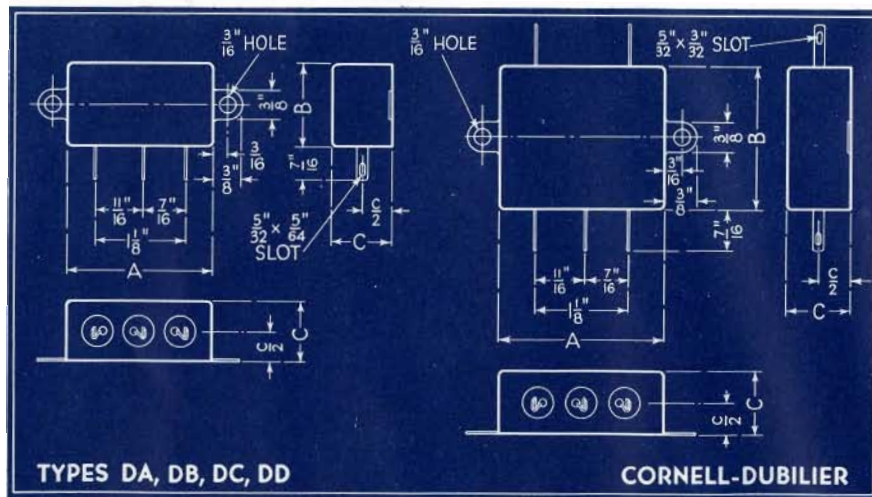 3/16" HOLE
3/8"
B
3/16
3/8"
7"/16
11"/16
7"/16
1 1/8"
A
5"/32 × 5"/64
SLOT
C/2
C
C
C/2
3"/16 HOLE
5"/32 × 3"/32 SLOT
3"/8
B
3"/16
3"/8
7"/16
11"/16
7"/16
1 1/8"
A
C/2
C
C
C/2
TYPES DA, DB, DC, DD
CORNELL-DUBILIER